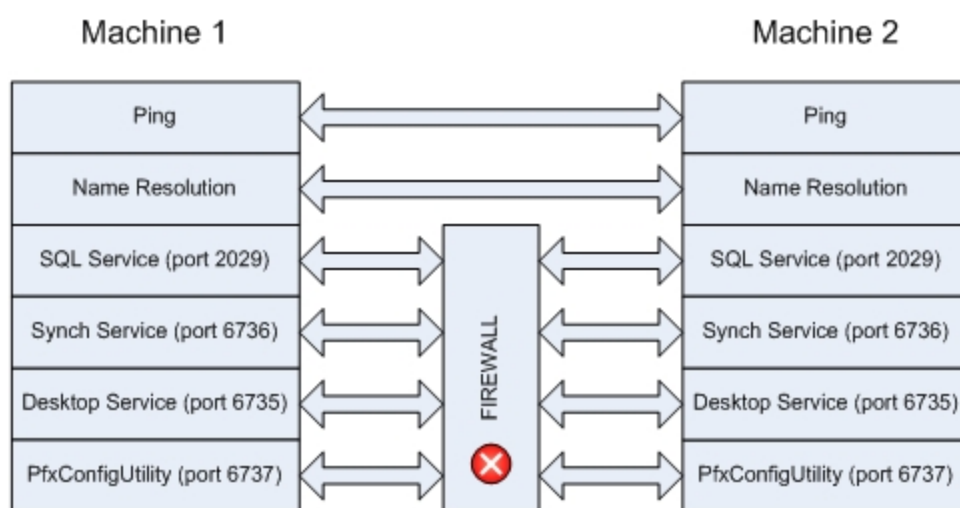 Machine 1
Machine 2
Ping
Ping
Name Resolution
Name Resolution
SQL Service (port 2029)
SQL Service (port 2029)
Synch Service (port 6736)
Synch Service (port 6736)
FIREWALL
Desktop Service (port 6735)
Desktop Service (port 6735)
PfxConfigUtility (port 6737)
PfxConfigUtility (port 6737)